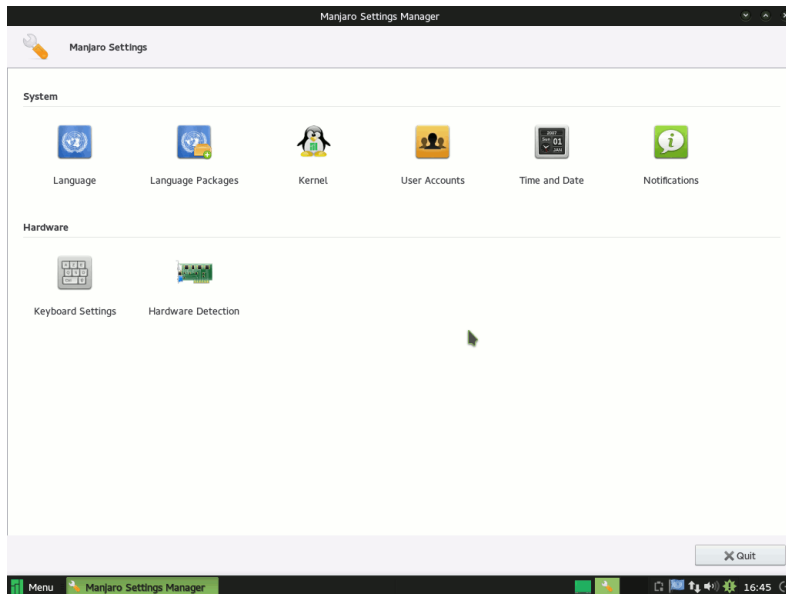 Manjaro Settings Manager
Manjaro Settings
System
Language Language Packages Kernel User Accounts Time and Date Notifications
Hardware
Keyboard Settings Hardware Detection
Quit
Menu Manjaro Settings Manager 16:45